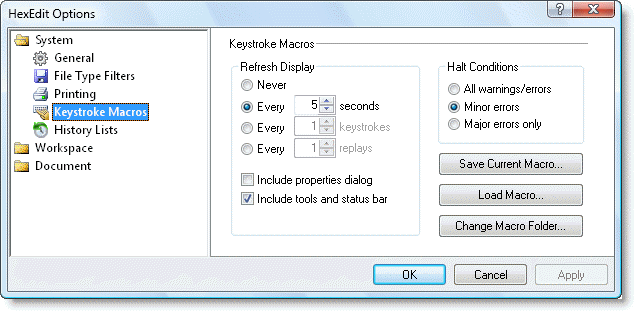 HexEdit Options
System
General
File Type Filters
Printing
Keystroke Macros
History Lists
Workspace
Document
Keystroke Macros
Refresh Display
Never
Every 5 seconds
Every 1 keystrokes
Every 1 replays
Include properties dialog
Include tools and status bar
Halt Conditions
All warnings/errors
Minor errors
Major errors only
Save Current Macro...
Load Macro...
Change Macro Folder...
OK Cancel Apply